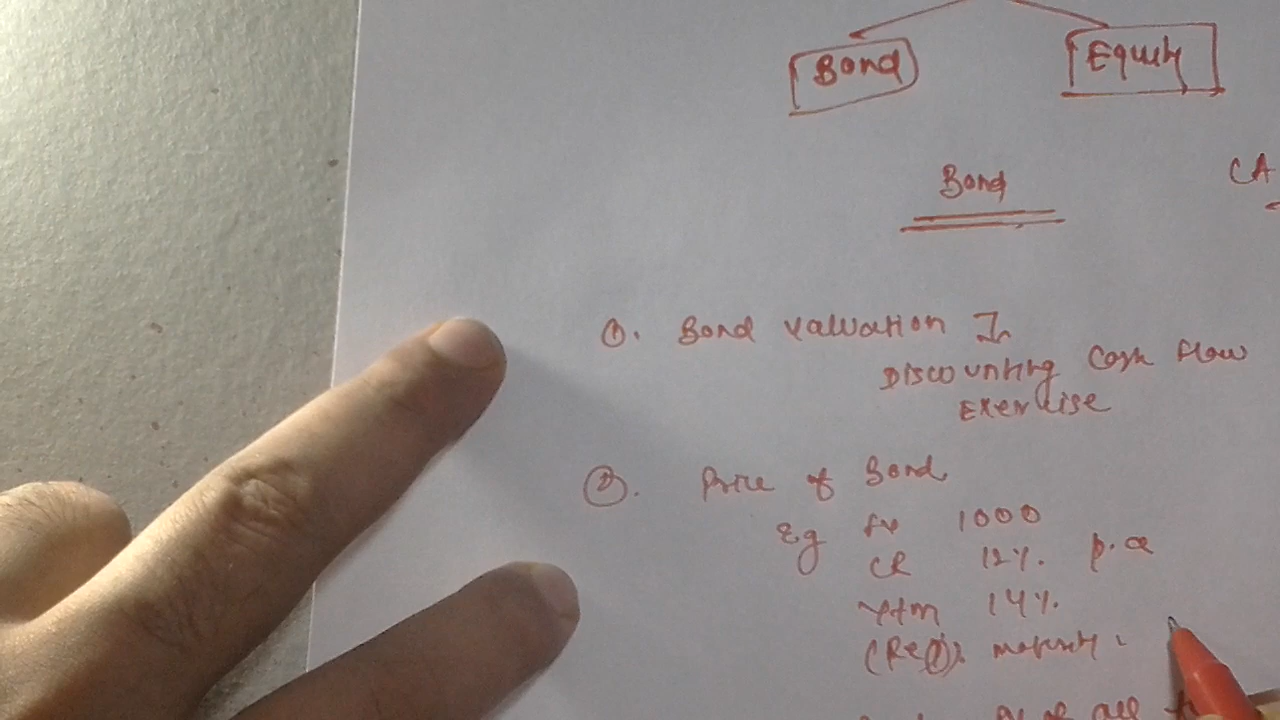 Bond Equity
Bond CA
①. Bond Valuation In
Discounting Cash Flow
Exercise
②. Price of Bond
Eg fv 1000
CR 12%. p.a
Ytm 14%.
maturity
all